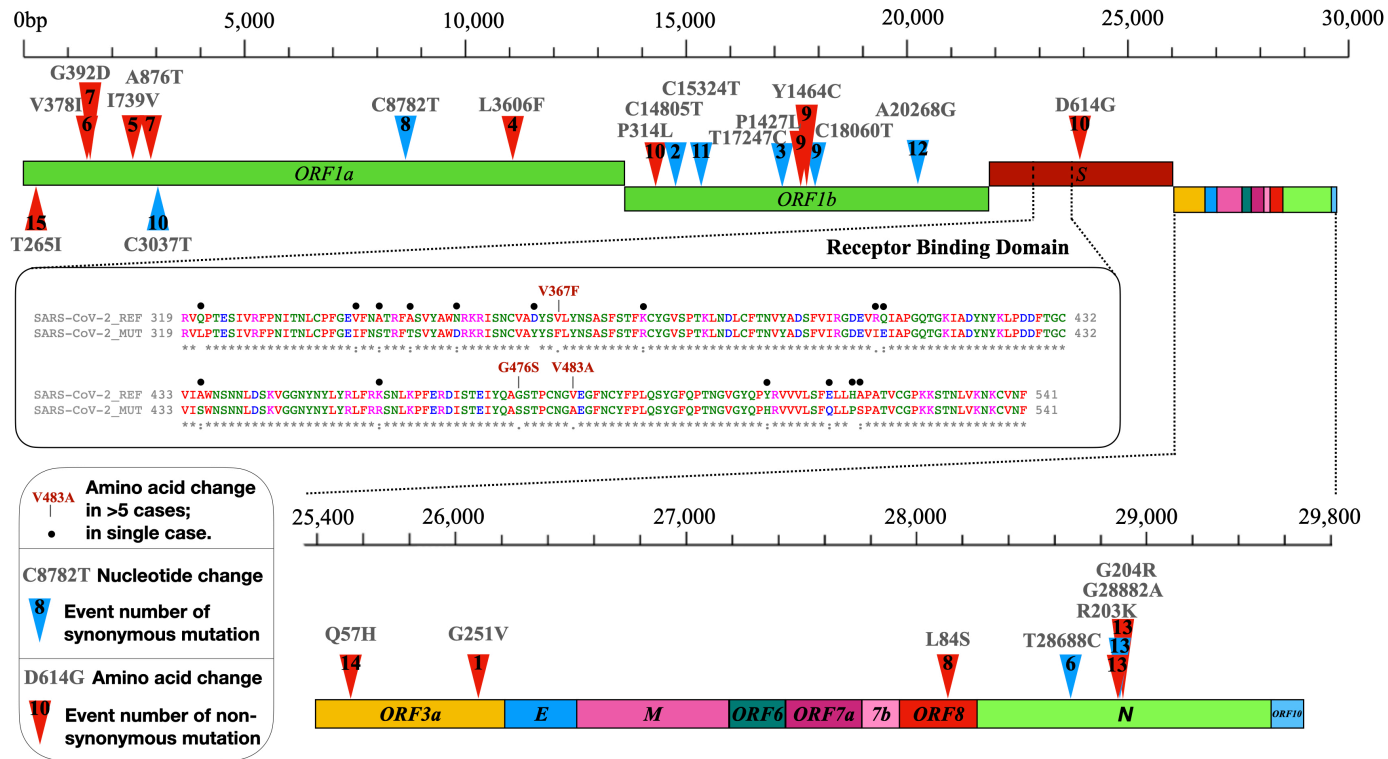 0bp 5,000 10,000 15,000 20,000 25,000 30,000
G392D A876T
V378I I739V C8782T L3606F C14805T C15324T Y1464C A20268G D614G
P314L T17247C P1427L C18060T
7
6 5 7 8 4 10 2 11 3 9 9 9 12 10
ORF1a S
ORF1b
15 10
T265I C3037T
Receptor Binding Domain
V367F
SARS-CoV-2_REF 319 RVQPTESIVRFPNITNLCPFGEVFNATRFASVYAWNRKRISNCVADYSVLYNSASFSTFKCYGVSPTKLNDLCFTNVYADSFVIRGDEVRQIAPGQTGKIADYNYKLPDDFTGC 432
SARS-CoV-2_MUT 319 RVLPTESIVRFPNITNLCPFGEIFNSTRFTSVYAWDRKRISNCVAYYSFLYNSASFSTFRCYGVSPTKLNDLCFTNVYADSFVIRGDEVIEIAPGQTGKIADYNYKLPDDFTGC 432
G476S V483A
SARS-CoV-2_REF 433 VIAWNSNNLDSKVGGNYNYLYRLFRKSNLKPFERDISTEIYQAGSTPCNGVEGFNCYFPLQSYGFQPTNGVGYQPYRVVVLSFELLHAPATVCGPKKSTNLVKNKCVNF 541
SARS-CoV-2_MUT 433 VISWNSNNLDSKVGGNYNYLYRLFRRSNLKPFERDISTEIYQASSTPCNGAEGFNCYFPLQSYGFQPTNGVGYQPHRVVVLSFQLLPSPATVCGPKKSTNLVKNKCVNF 541
V483A Amino acid change
in >5 cases;
in single case.
C8782T Nucleotide change
8 Event number of
synonymous mutation
D614G Amino acid change
10 Event number of non-
synonymous mutation
25,400 26,000 27,000 28,000 29,000 29,800
G204R
G28882A
Q57H G251V L84S T28688C R203K
14 1 8 6 13 13 13
ORF3a E M ORF6 ORF7a 7b ORF8 N ORF10